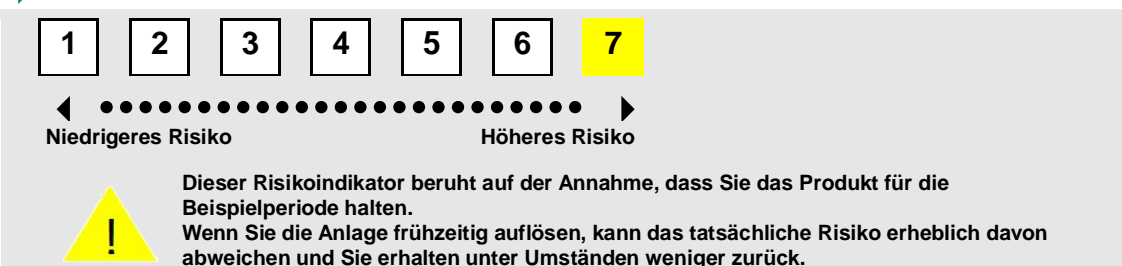 1 2 3 4 5 6 7
Niedrigeres Risiko Höheres Risiko
Dieser Risikoindikator beruht auf der Annahme, dass Sie das Produkt für die
Beispielperiode halten.
!
Wenn Sie die Anlage frühzeitig auflösen, kann das tatsächliche Risiko erheblich davon
abweichen und Sie erhalten unter Umständen weniger zurück.